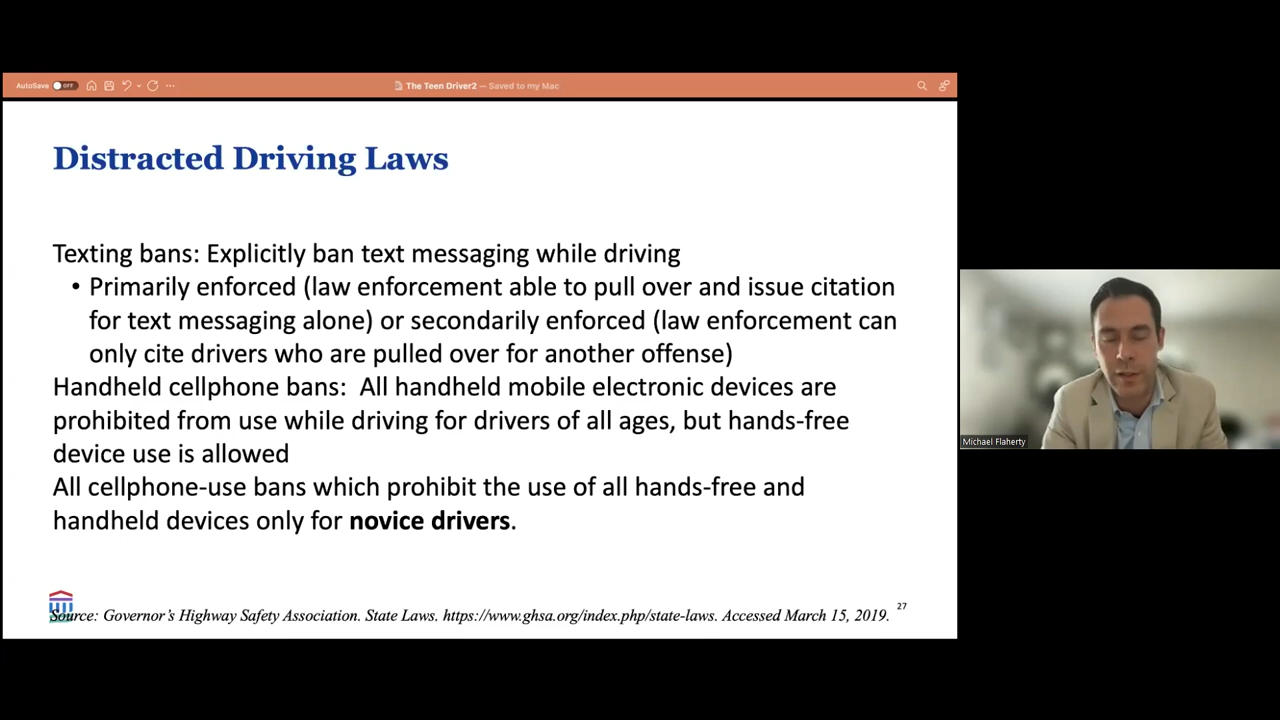 AutoSave OFF
The Teen Driver2 — Saved to my Mac
Distracted Driving Laws
Texting bans: Explicitly ban text messaging while driving
• Primarily enforced (law enforcement able to pull over and issue citation
for text messaging alone) or secondarily enforced (law enforcement can
only cite drivers who are pulled over for another offense)
Handheld cellphone bans:  All handheld mobile electronic devices are
prohibited from use while driving for drivers of all ages, but hands-free
device use is allowed
All cellphone-use bans which prohibit the use of all hands-free and
handheld devices only for novice drivers.
Source: Governor’s Highway Safety Association. State Laws. https://www.ghsa.org/index.php/state-laws. Accessed March 15, 2019.
27
Michael Flaherty